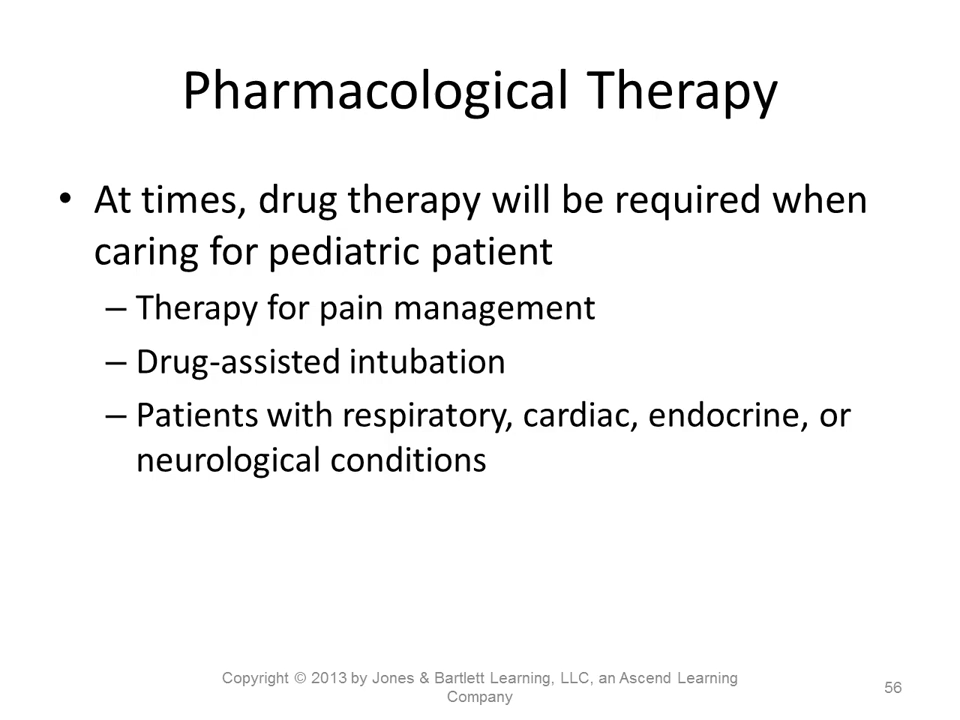 Pharmacological Therapy
• At times, drug therapy will be required when
caring for pediatric patient
– Therapy for pain management
– Drug-assisted intubation
– Patients with respiratory, cardiac, endocrine, or
neurological conditions
Copyright © 2013 by Jones & Bartlett Learning, LLC, an Ascend Learning
Company
56